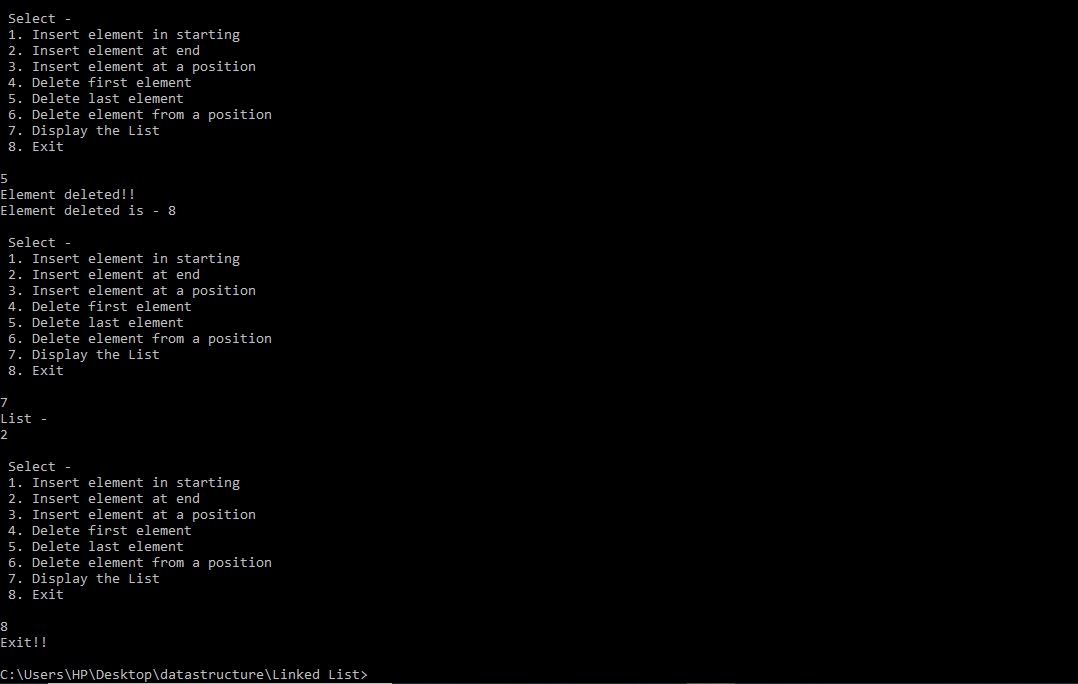 Select -
1. Insert element in starting
2. Insert element at end
3. Insert element at a position
4. Delete first element
5. Delete last element
6. Delete element from a position
7. Display the List
8. Exit
5
Element deleted!!
Element deleted is - 8
Select -
1. Insert element in starting
2. Insert element at end
3. Insert element at a position
4. Delete first element
5. Delete last element
6. Delete element from a position
7. Display the List
8. Exit
7
List -
2
Select -
1. Insert element in starting
2. Insert element at end
3. Insert element at a position
4. Delete first element
5. Delete last element
6. Delete element from a position
7. Display the List
8. Exit
8
Exit!!
C:\Users\HP\Desktop\datastructure\Linked List>